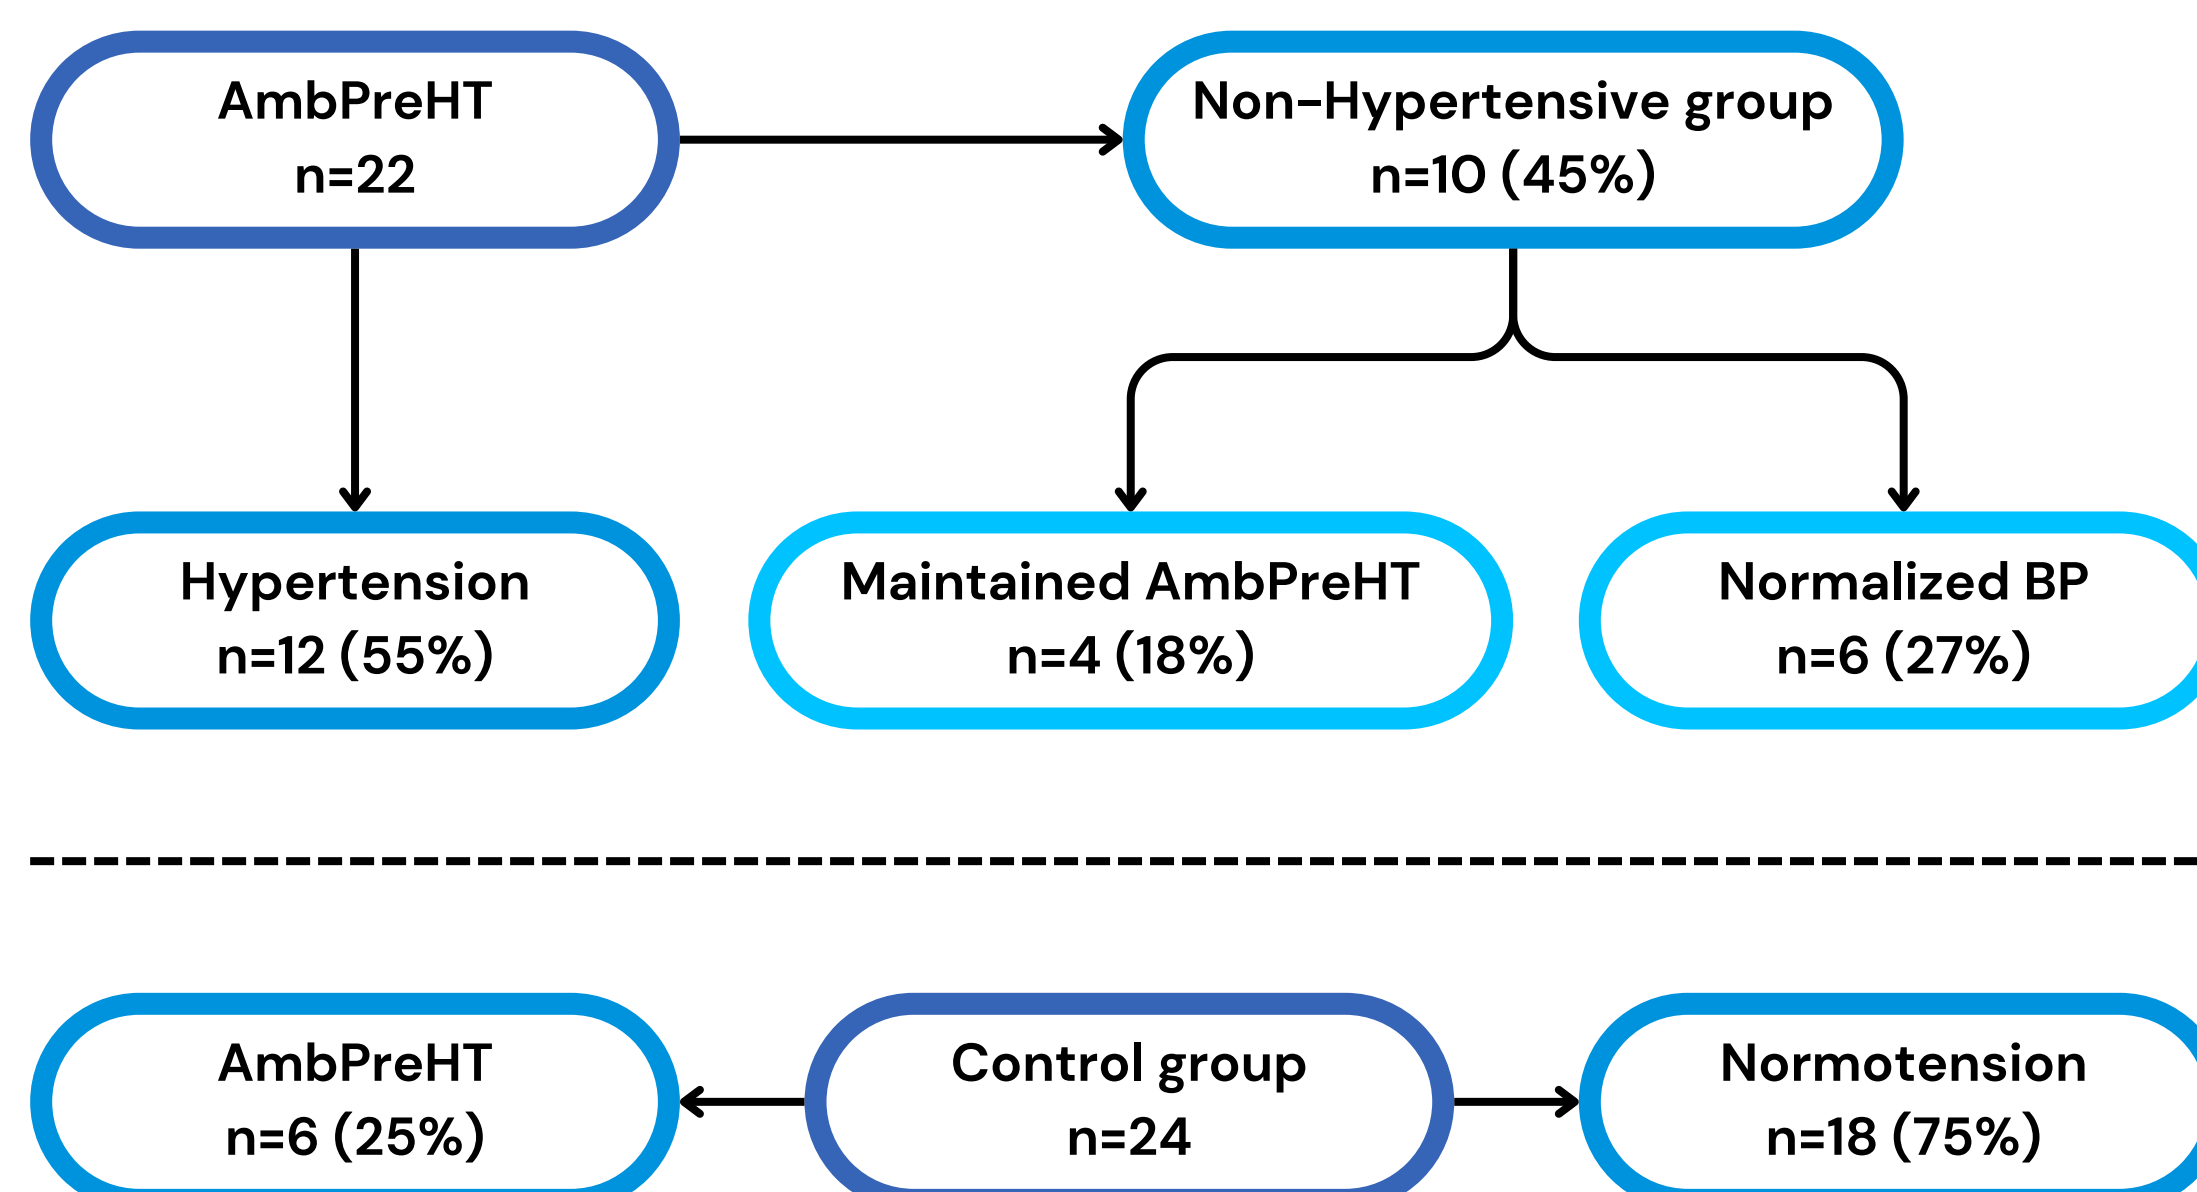 AmbPreHT
n=22
Non-Hypertensive group
n=10 (45%)
Hypertension
n=12 (55%)
Maintained AmbPreHT
n=4 (18%)
Normalized BP
n=6 (27%)
AmbPreHT
n=6 (25%)
Control group
n=24
Normotension
n=18 (75%)